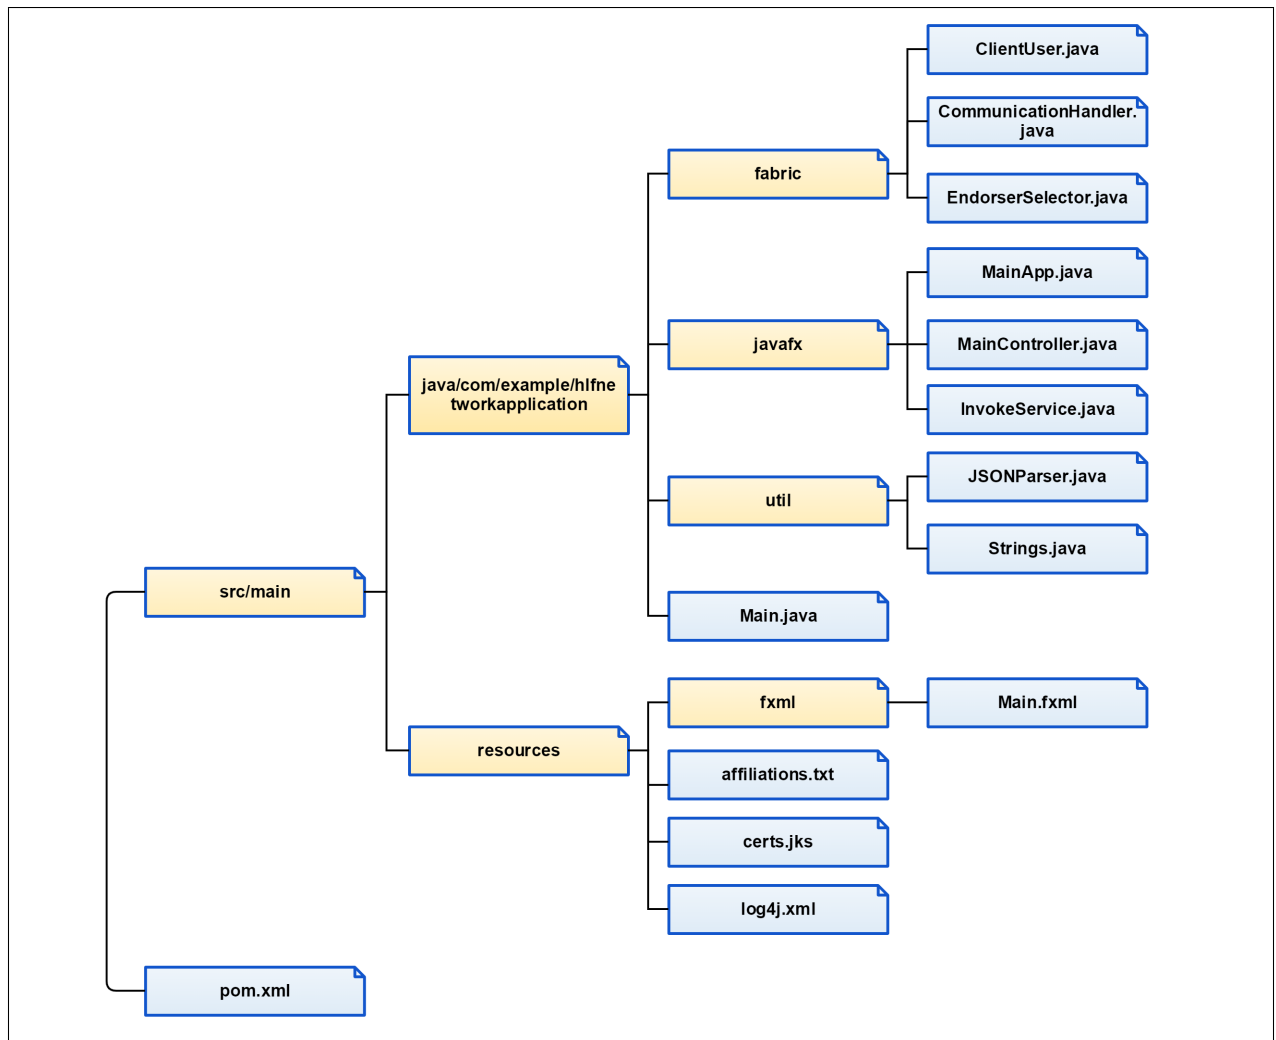 ClientUser.java
CommunicationHandler.
java
fabric
EndorserSelector.java
MainApp.java
javafx
MainController.java
java/com/example/hlfne
tworkapplication
InvokeService.java
JSONParser.java
util
Strings.java
src/main
Main.java
fxml
Main.fxml
resources
affiliations.txt
certs.jks
log4j.xml
pom.xml